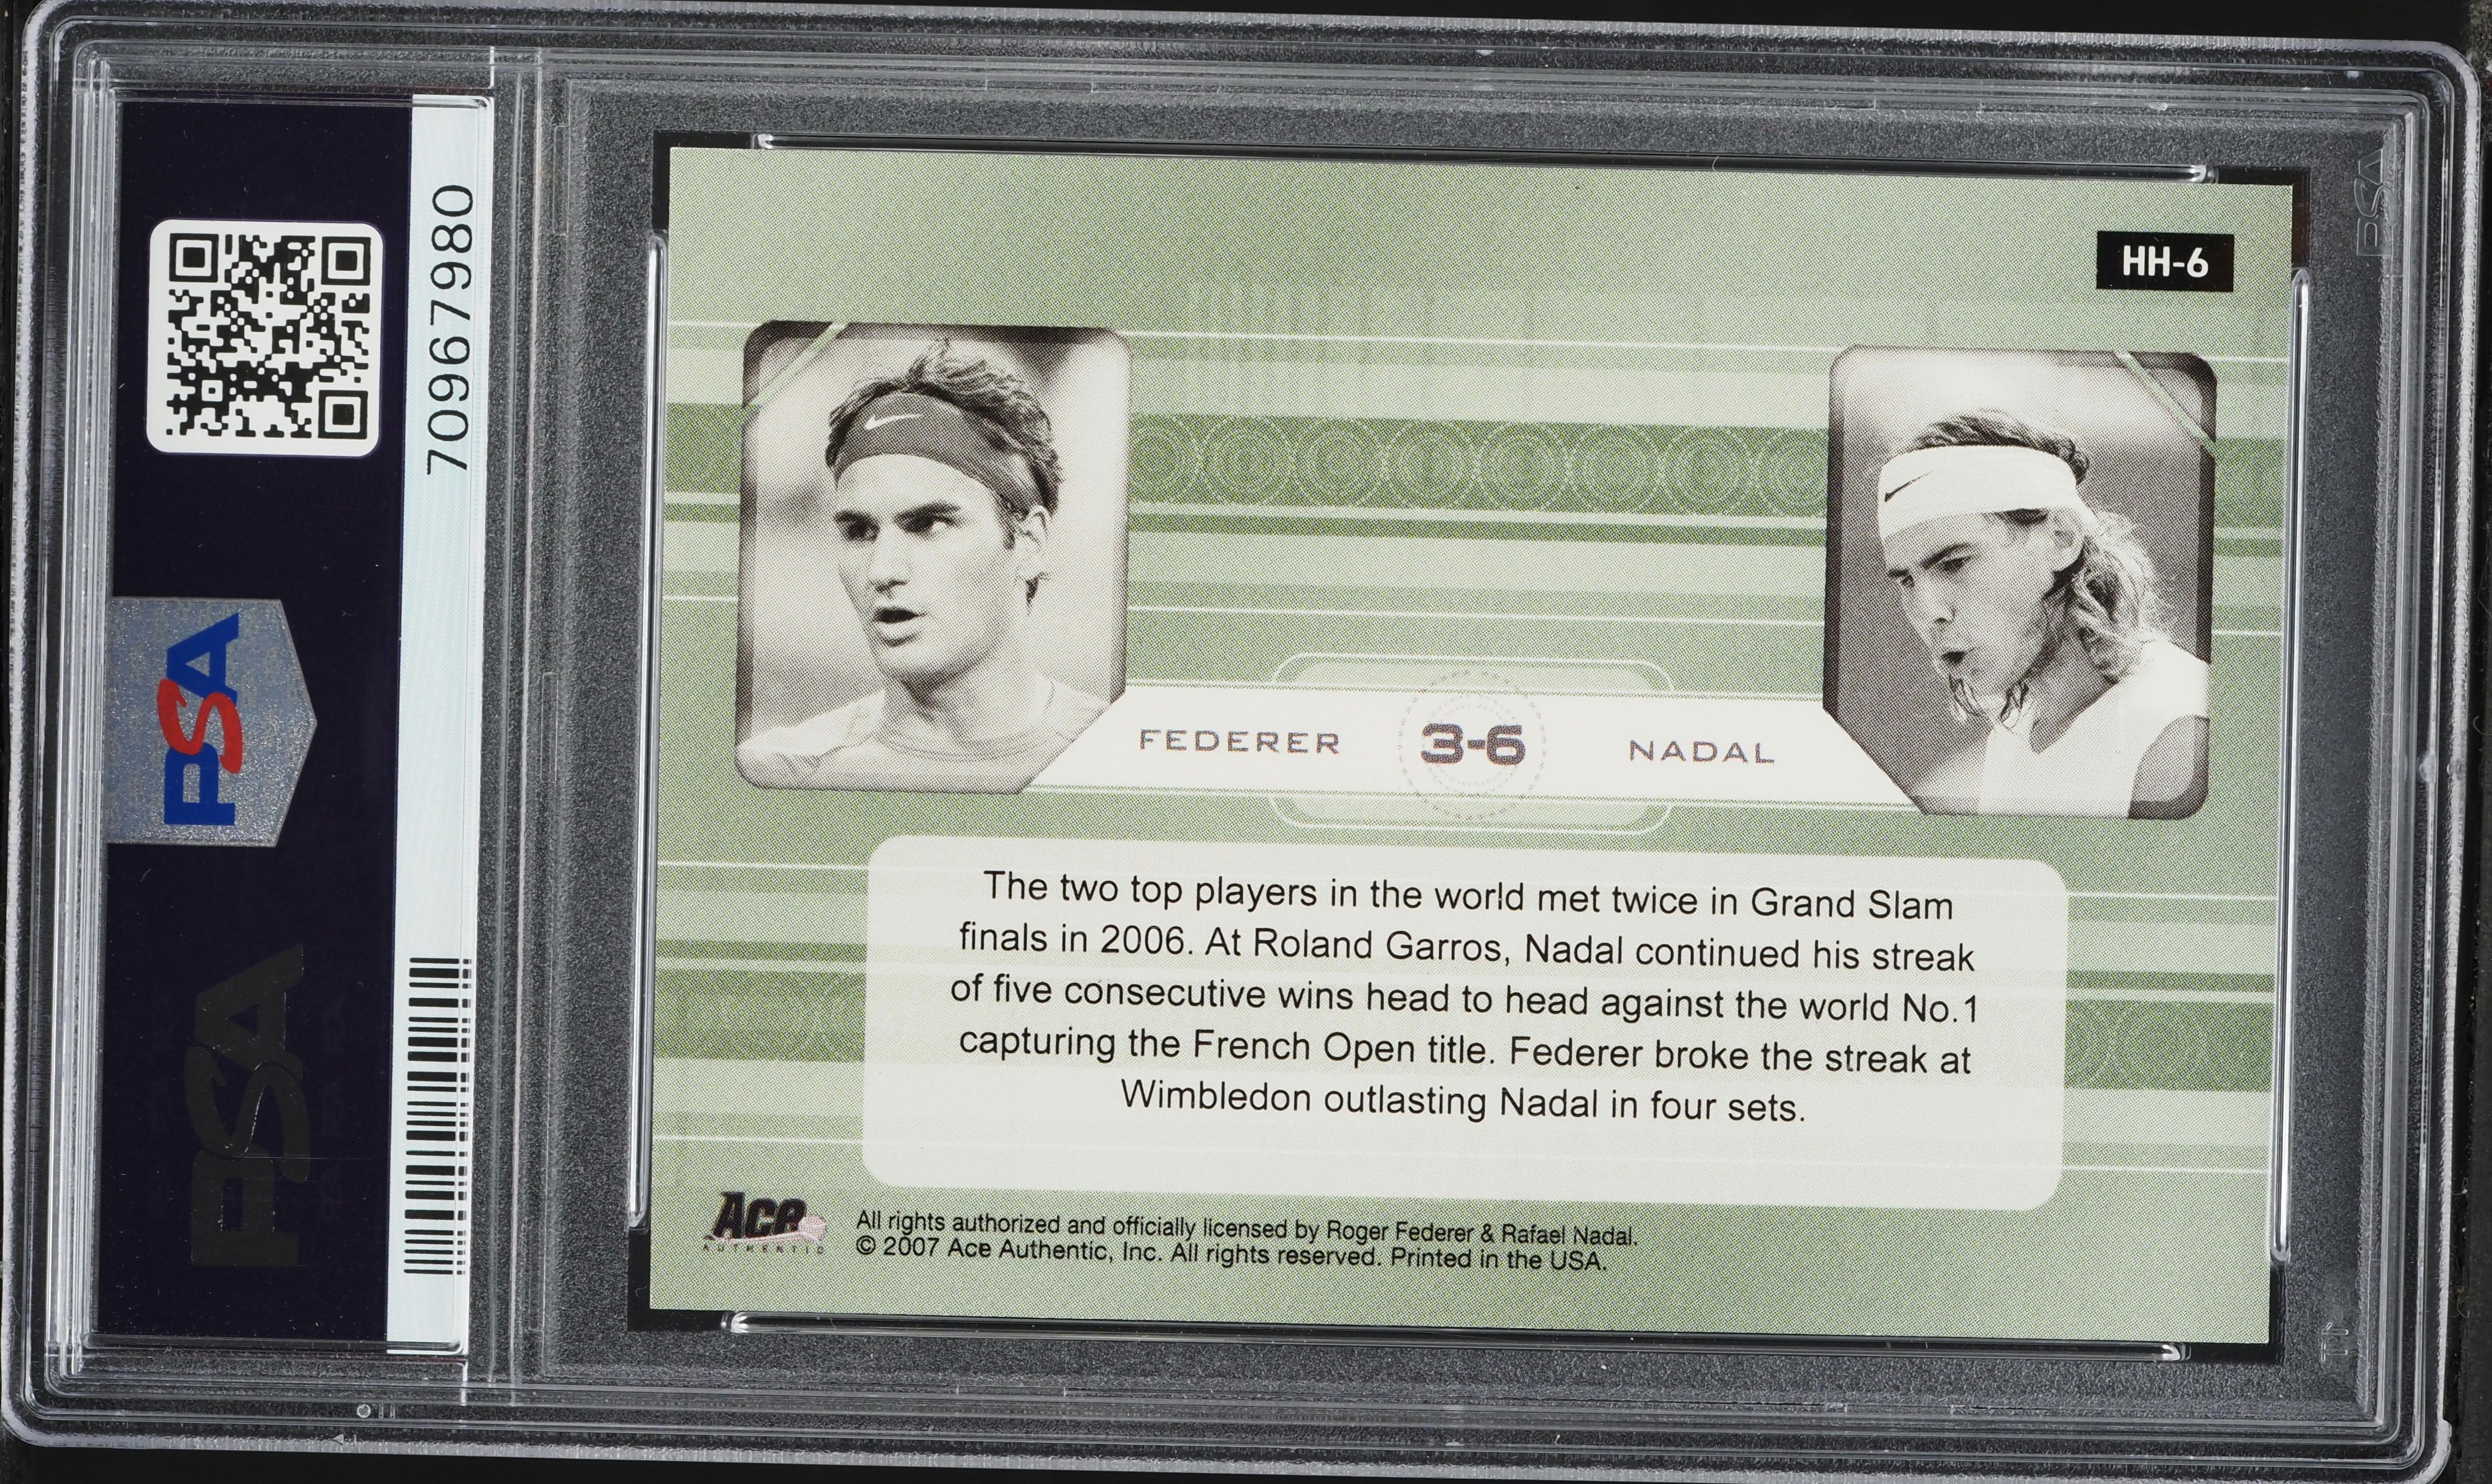 70967980
PSA
PSA
PSA
HH-6
FEDERER 3-6 NADAL
The two top players in the world met twice in Grand Slam
finals in 2006. At Roland Garros, Nadal continued his streak
of five consecutive wins head to head against the world No.1
capturing the French Open title. Federer broke the streak at
Wimbledon outlasting Nadal in four sets.
Ace
AUTHENTIC
All rights authorized and officially licensed by Roger Federer & Rafael Nadal.
© 2007 Ace Authentic, Inc. All rights reserved. Printed in the USA.